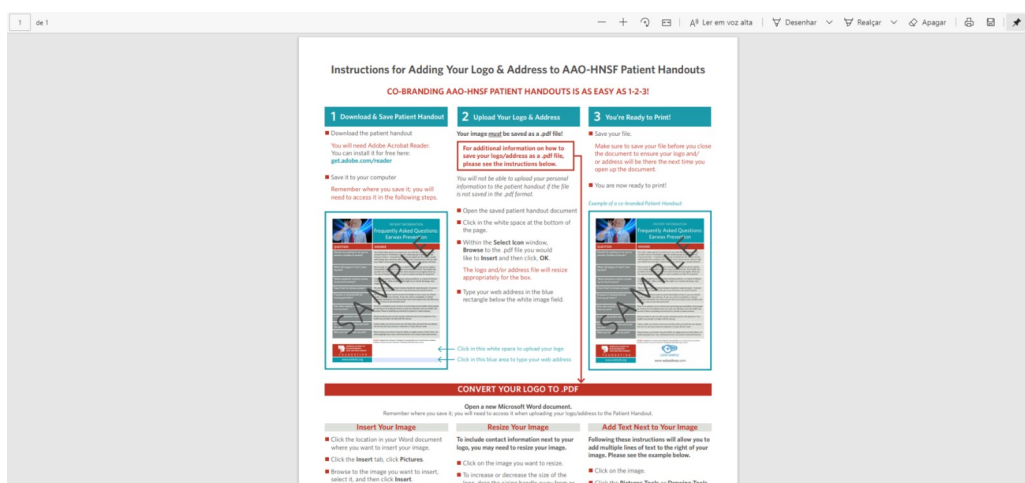 1 de 1
Ler em voz alta
Desenhar
Realçar
Apagar
Instructions for Adding Your Logo & Address to AAO-HNSF Patient Handouts
CO-BRANDING AAO-HNSF PATIENT HANDOUTS IS AS EASY AS 1-2-3!
1 Download & Save Patient Handout
■ Download the patient handout
You will need Adobe Acrobat Reader.
You can install it for free here:
get.adobe.com/reader
■ Save it to your computer
Remember where you save it; you will
need to access it in the following steps.
Frequently Asked Questions:
Earwax Prevention
SAMPLE
2 Upload Your Logo & Address
Your image must be saved as a .pdf file!
For additional information on how to
save your logo/address as a .pdf file,
please see the instructions below.
You will not be able to upload your personal
information to the patient handout if the file
is not saved in the .pdf format.
■ Open the saved patient handout document
■ Click in the white space at the bottom of
the page.
■ Within the Select Icon window,
Browse to the .pdf file you would
like to Insert and then click, OK.
The logo and/or address file will resize
appropriately for the box.
■ Type your web address in the blue
rectangle below the white image field.
Click in this white space to upload your logo
Click in this blue area to type your web address
3 You're Ready to Print!
■ Save your file.
Make sure to save your file before you close
the document to ensure your logo and/
or address will be there the next time you
open up the document.
■ You are now ready to print!
Example of a co-branded Patient Handout:
Frequently Asked Questions:
Earwax Prevention
SAMPLE
CONVERT YOUR LOGO TO .PDF
Open a new Microsoft Word document.
Remember where you save it; you will need to access it when uploading your logo/address to the Patient Handout.
Insert Your Image
■ Click the location in your Word document
where you want to insert your image.
■ Click the Insert tab, click Pictures.
■ Browse to the image you want to insert,
select it, and then click Insert.
Resize Your Image
To include contact information next to your
logo, you may need to resize your image.
■ Click on the image you want to resize.
■ To increase or decrease the size of the
Add Text Next to Your Image
Following these instructions will allow you to
add multiple lines of text to the right of your
image. Please see the example below.
■ Click on the image.